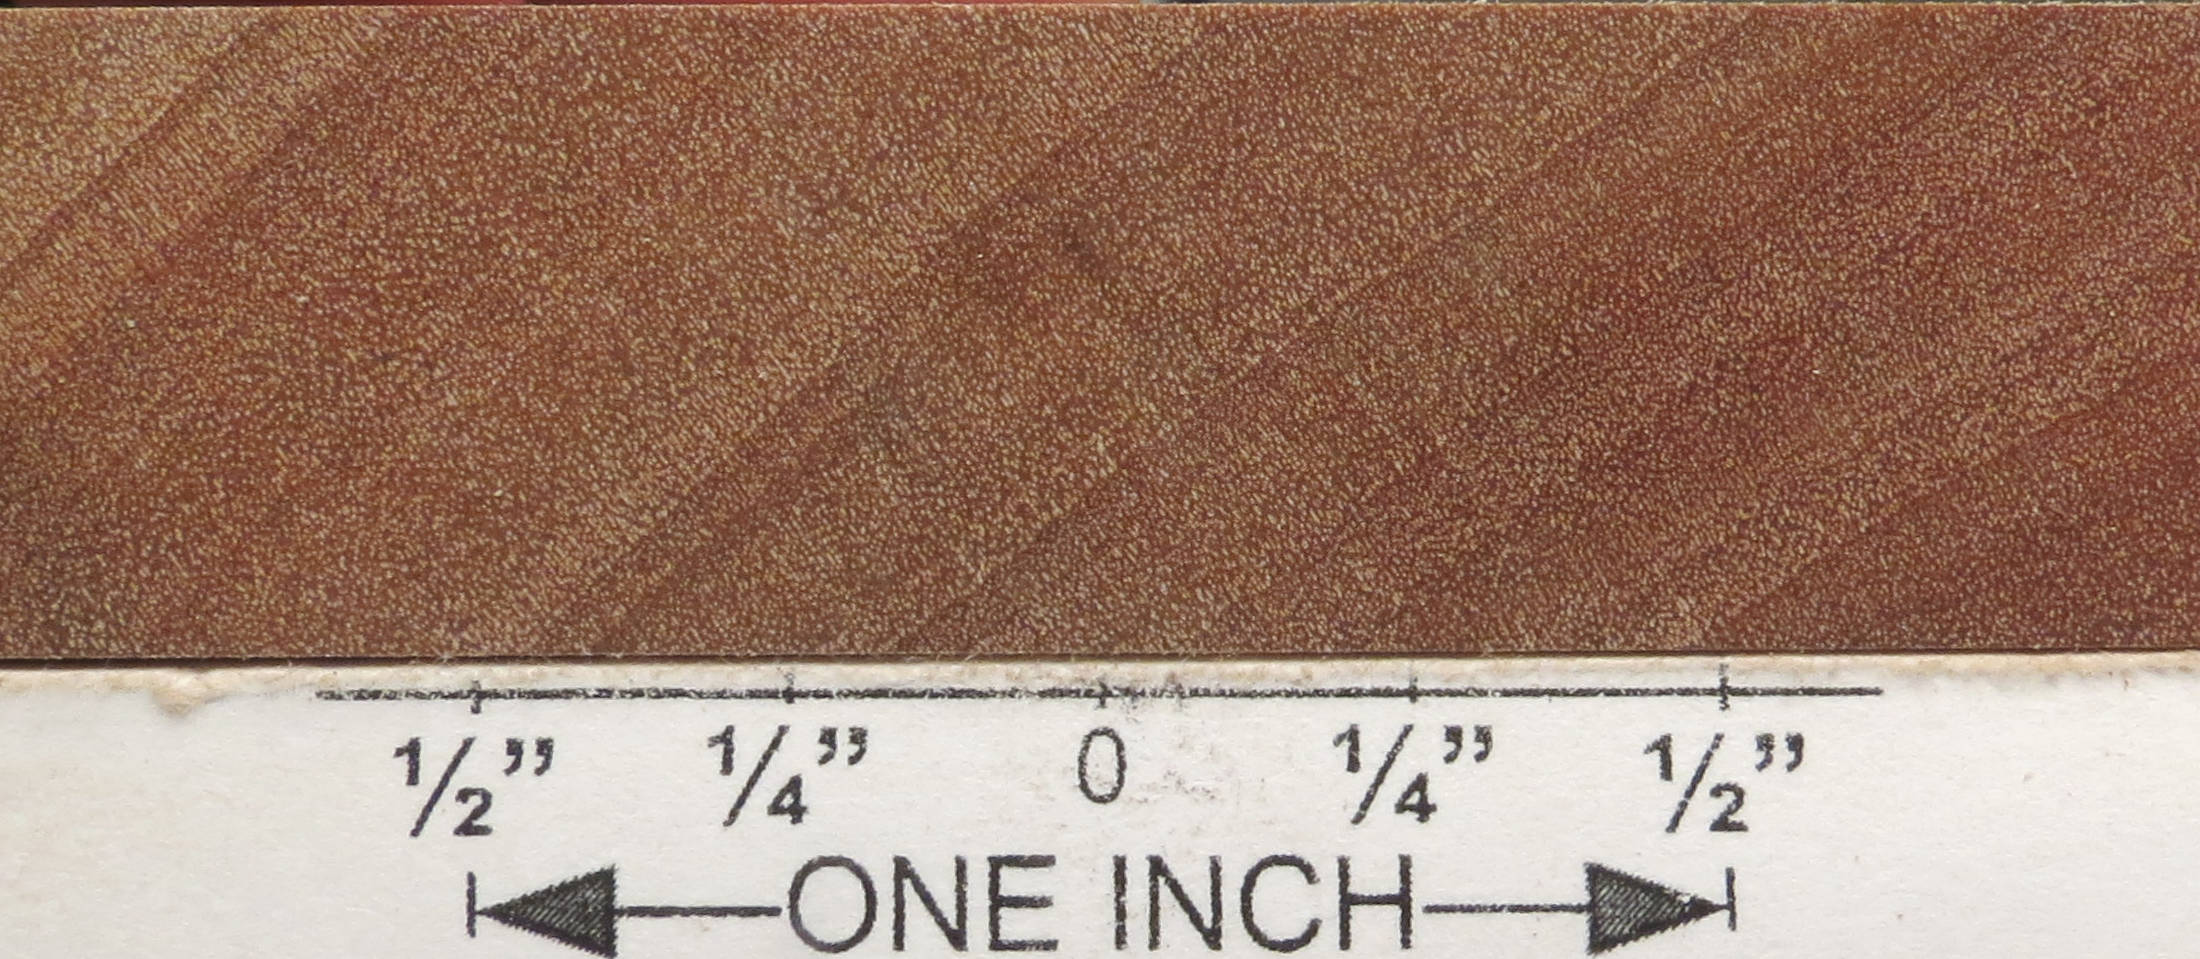 1/2” 1/4” 0 1/4” 1/2”
ONE INCH